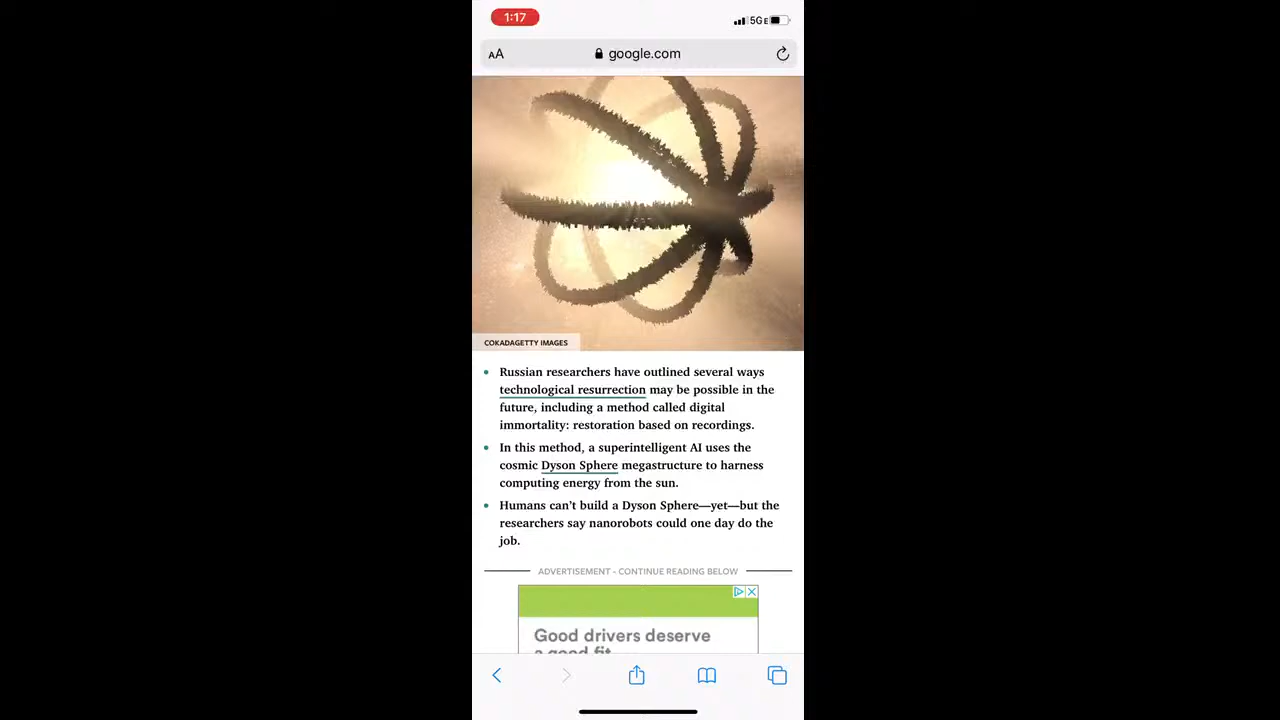 1:17
5GE
AA
google.com
COKADAGETTY IMAGES
Russian researchers have outlined several ways
technological resurrection may be possible in the
future, including a method called digital
immortality: restoration based on recordings.
In this method, a superintelligent AI uses the
cosmic Dyson Sphere megastructure to harness
computing energy from the sun.
Humans can’t build a Dyson Sphere—yet—but the
researchers say nanorobots could one day do the
job.
ADVERTISEMENT - CONTINUE READING BELOW
Good drivers deserve
a good fit